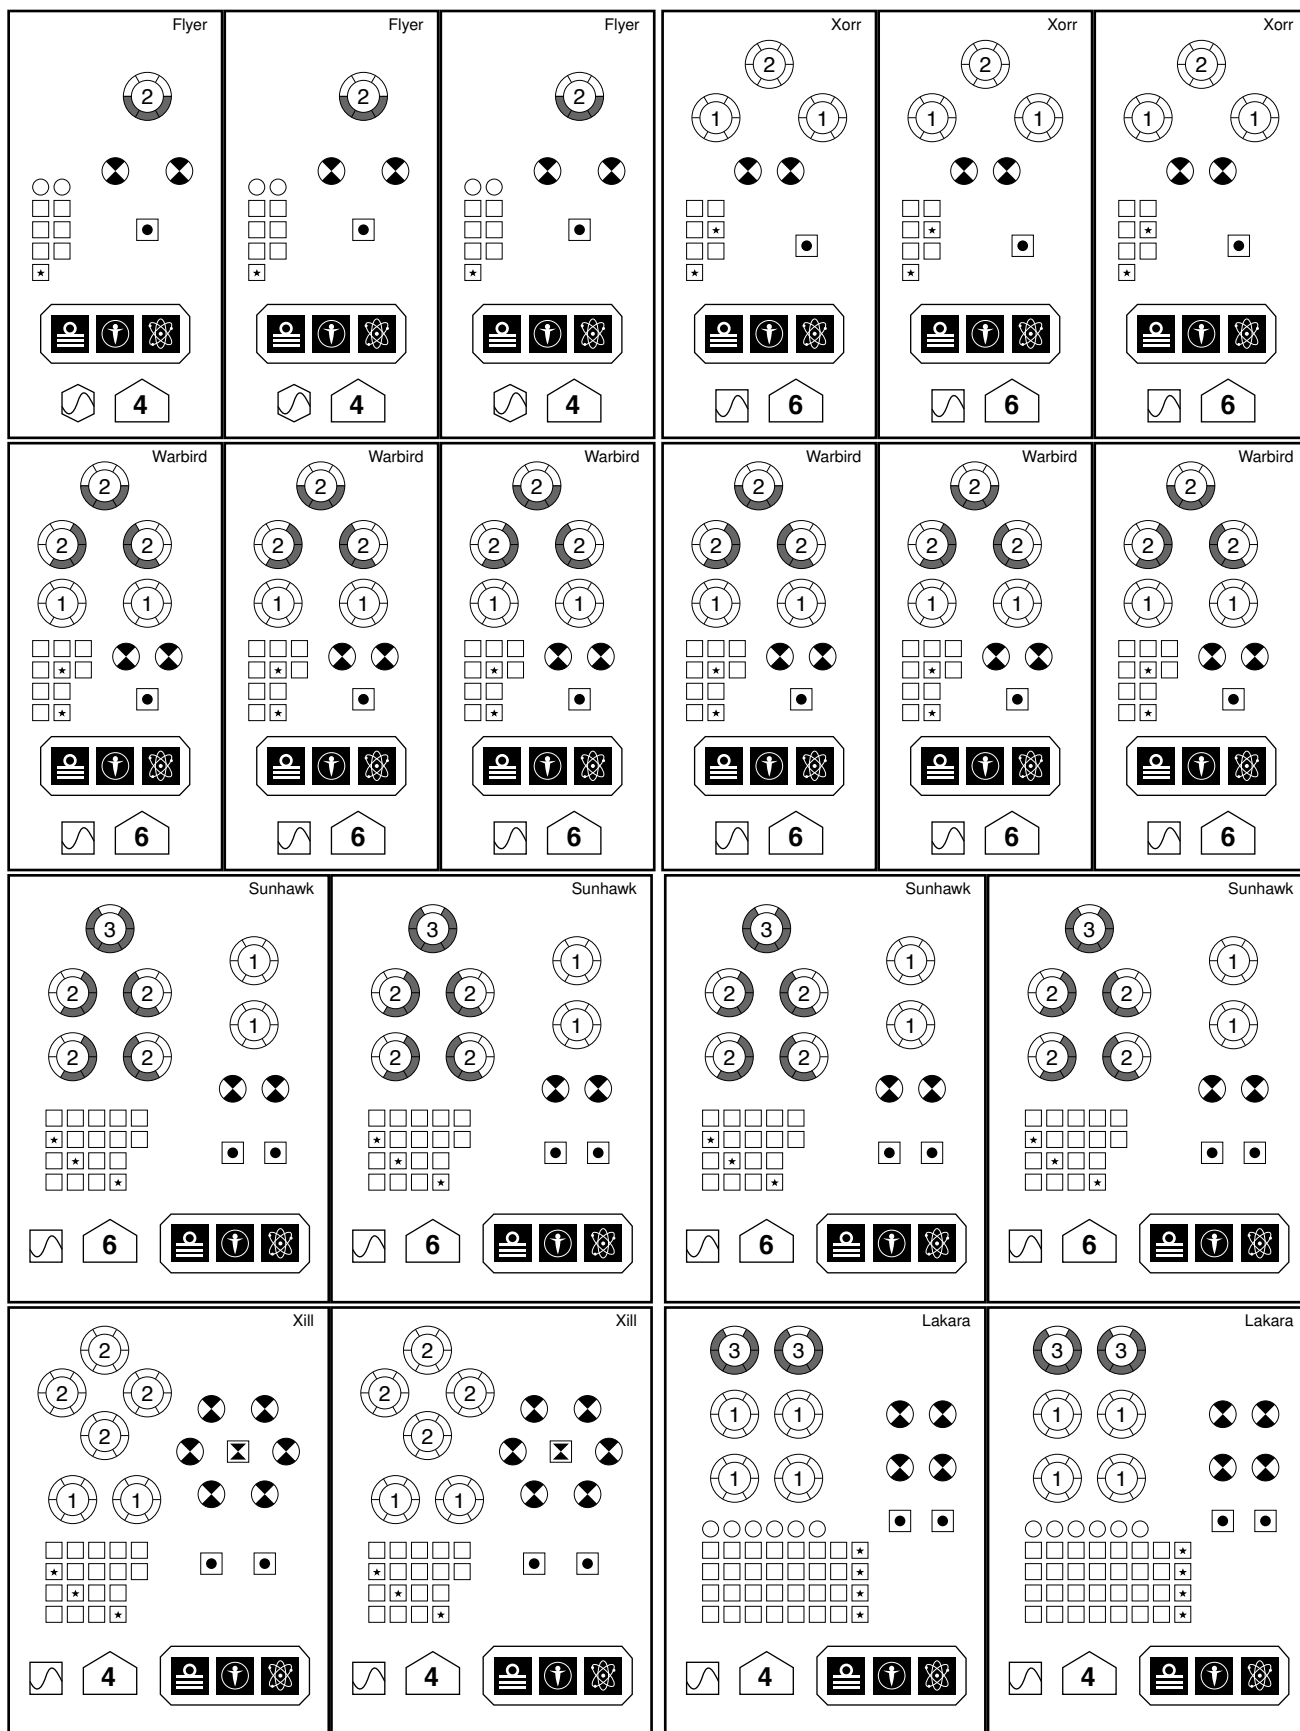 Flyer Flyer Flyer Xorr Xorr Xorr
2 2 2 2 2 2
1 1 1 1 1 1
4 4 4 6 6 6
Warbird Warbird Warbird Warbird Warbird Warbird
2 2 2 2 2 2
2 2 2 2 2 2 2 2 2 2 2 2
1 1 1 1 1 1 1 1 1 1 1 1
6 6 6 6 6 6
Sunhawk Sunhawk Sunhawk Sunhawk
3 3 3 3
1 1 1 1
2 2 2 2 2 2 2 2
1 1 1 1
2 2 2 2 2 2 2 2
6 6 6 6
Xill Xill Lakara Lakara
2 2 3 3 3 3
2 2 2 2
1 1 1 1
2 2
1 1 1 1
1 1 1 1
4 4 4 4